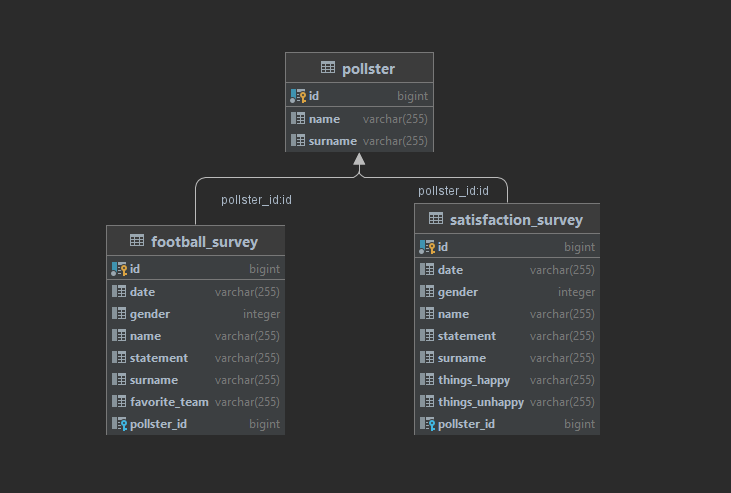 pollster
id bigint
name varchar(255)
surname varchar(255)
pollster_id:id
pollster_id:id
football_survey
id bigint
date varchar(255)
gender integer
name varchar(255)
statement varchar(255)
surname varchar(255)
favorite_team varchar(255)
pollster_id bigint
satisfaction_survey
id bigint
date varchar(255)
gender integer
name varchar(255)
statement varchar(255)
surname varchar(255)
things_happy varchar(255)
things_unhappy varchar(255)
pollster_id bigint